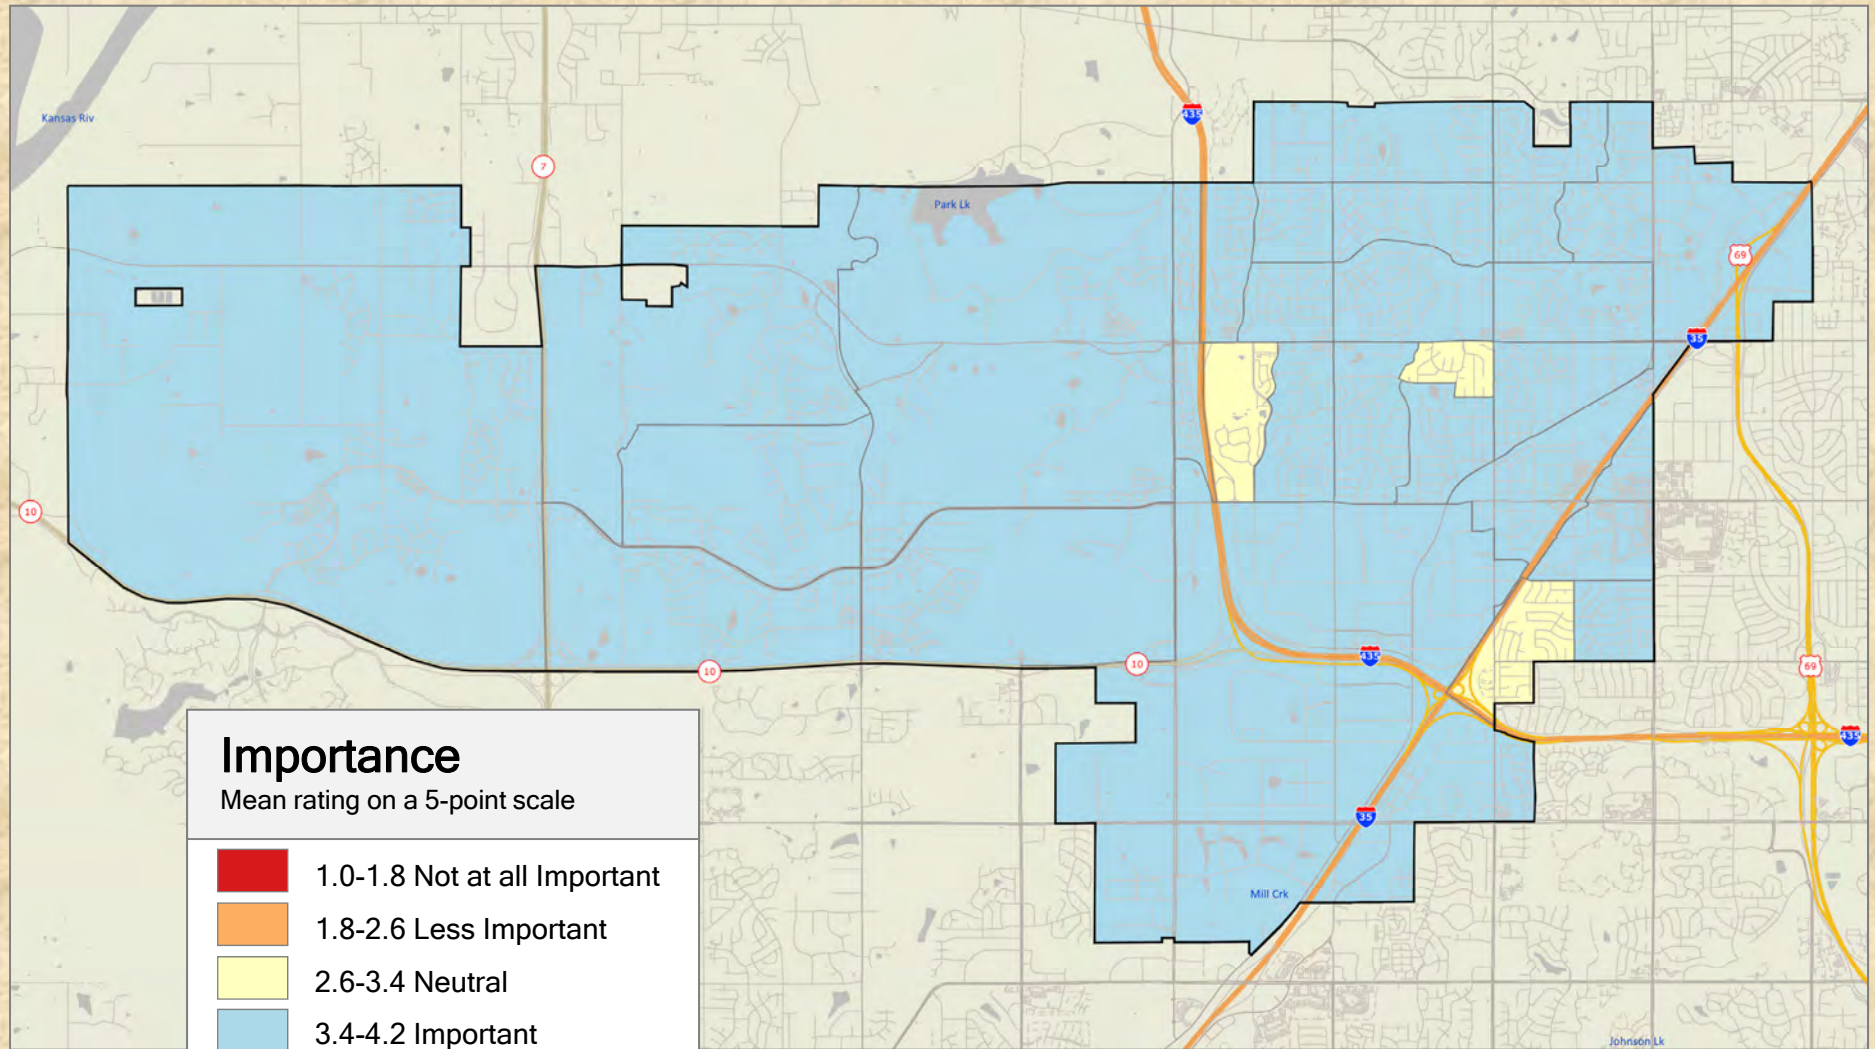 Kansas Riv
7
435
Park Lk
69
35
10
10
10
435
69
435
35
Mill Crk
Johnson Lk
Importance
Mean rating on a 5-point scale
1.0-1.8 Not at all Important
1.8-2.6 Less Important
2.6-3.4 Neutral
3.4-4.2 Important